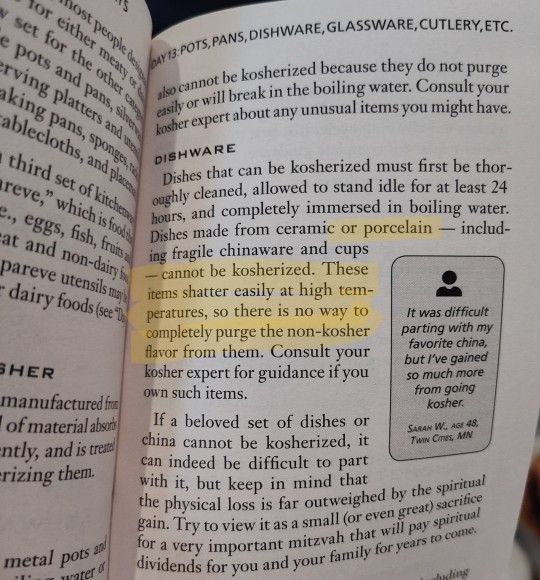 most people
for either meaty or
set for the other
pots and pans,
erving platters and
aking pans, sponges,
ablecloths, and
third set of
areve," which is food
., eggs, fish, fruits
eat and non-dairy
pareve utensils may
dairy foods (see
SHER
manufactured from
of material absorbs
ently, and is treated
erizing them.
metal pots and
DAY 13: POTS, PANS, DISHWARE, GLASSWARE, CUTLERY, ETC.
also cannot be kosherized because they do not purge
easily or will break in the boiling water. Consult your
kosher expert about any unusual items you might have.
DISHWARE
Dishes that can be kosherized must first be thor-
oughly cleaned, allowed to stand idle for at least 24
hours, and completely immersed in boiling water.
Dishes made from ceramic or porcelain — includ-
ing fragile chinaware and cups
— cannot be kosherized. These
items shatter easily at high tem-
peratures, so there is no way to
completely purge the non-kosher
flavor from them. Consult your
kosher expert for guidance if you
own such items.
If a beloved set of dishes or
china cannot be kosherized, it
can indeed be difficult to part
with it, but keep in mind that
the physical loss is far outweighed by the spiritual
gain. Try to view it as a small (or even great) sacrifice
for a very important mitzvah that will pay spiritual
dividends for you and your family for years to come.
It was difficult
parting with my
favorite china,
but I've gained
so much more
from going
kosher.
SARAH W., AGE 48,
TWIN CITIES, MN